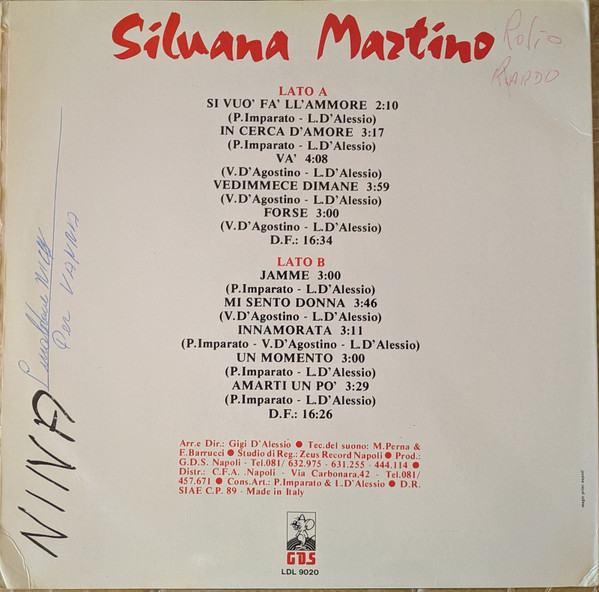 Silvana Martino
LATO A
SI VUO' FA' LL'AMMORE 2:10
(P.Imparato - L.D'Alessio)
IN CERCA D'AMORE 3:17
(P.Imparato - L.D'Alessio)
VA' 4:08
(V.D'Agostino - L.D'Alessio)
VEDIMMECE DIMANE 3:59
(V.D'Agostino - L.D'Alessio)
FORSE 3:00
(V.D'Agostino - L.D'Alessio)
D.F.: 16:34
LATO B
JAMME 3:00
(P.Imparato - L.D'Alessio)
MI SENTO DONNA 3:46
(V.D'Agostino - L.D'Alessio)
INNAMORATA 3:11
(P.Imparato - V.D'Agostino - L.D'Alessio)
UN MOMENTO 3:00
(P.Imparato - L.D'Alessio)
AMARTI UN PO' 3:29
(P.Imparato - L.D'Alessio)
D.F.: 16:26
Arr.e Dir.: Gigi D'Alessio ● Tec.del suono: M.Perna &
F.Barrucci ● Studio di Reg.: Zeus Record Napoli ● Prod.:
G.D.S. Napoli - Tel.081/ 632.975 - 631.255 - 444.114 ●
Distr.: C.F.A. .Napoli - Via Carbonara,42 - Tel.081/
457.671 ● Cons.Art.: P.Imparato & L.D'Alessio ● D.R.
SIAE C.P. 89 - Made in Italy
GDS
LDL 9020
NINA
Per VANNA